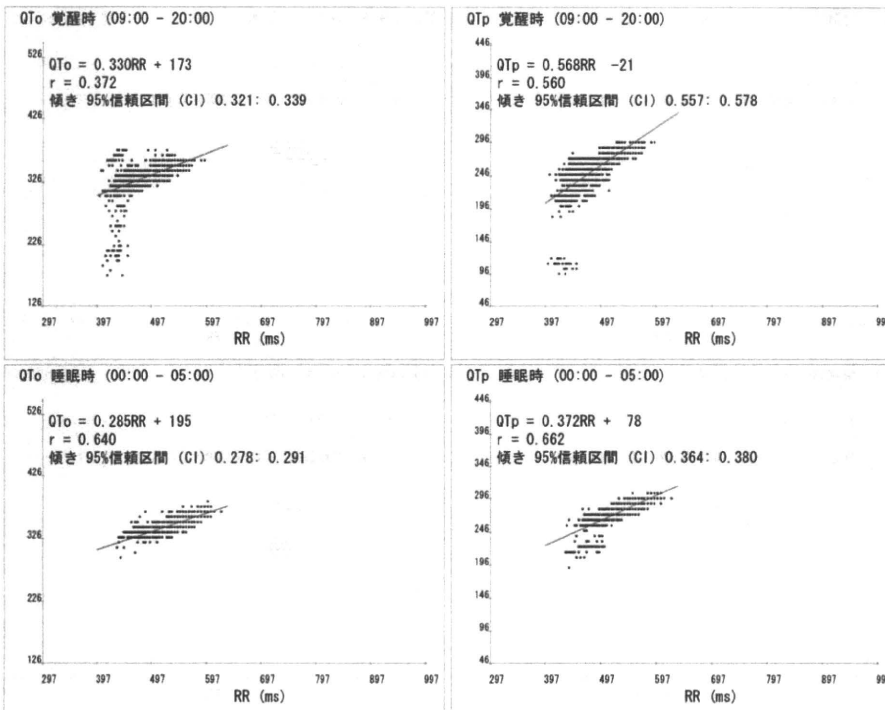 QTo 覚醒時 (09:00 - 20:00)
526
QTo = 0.330RR + 173
r = 0.372
傾き 95%信頼区間 (CI) 0.321: 0.339
426
326
226
126
297 397 497 597 697 797 897 997
RR (ms)
QTp 覚醒時 (09:00 - 20:00)
446
396
QTp = 0.568RR -21
r = 0.560
346
傾き 95%信頼区間 (CI) 0.557: 0.578
296
246
196
146
96
46
297 397 497 597 697 797 897 99
RR (ms)
QTo 睡眠時 (00:00 - 05:00)
526
QTo = 0.285RR + 195
r = 0.640
傾き 95%信頼区間 (CI) 0.278: 0.291
426
326
226
126
297 397 497 597 697 797 897 997
RR (ms)
QTp 睡眠時 (00:00 - 05:00)
446
QTp = 0.372RR + 78
396
r = 0.662
傾き 95%信頼区間 (CI) 0.364: 0.380
346
296
246
196
146
96
46
297 397 497 597 697 797 897 99
RR (ms)